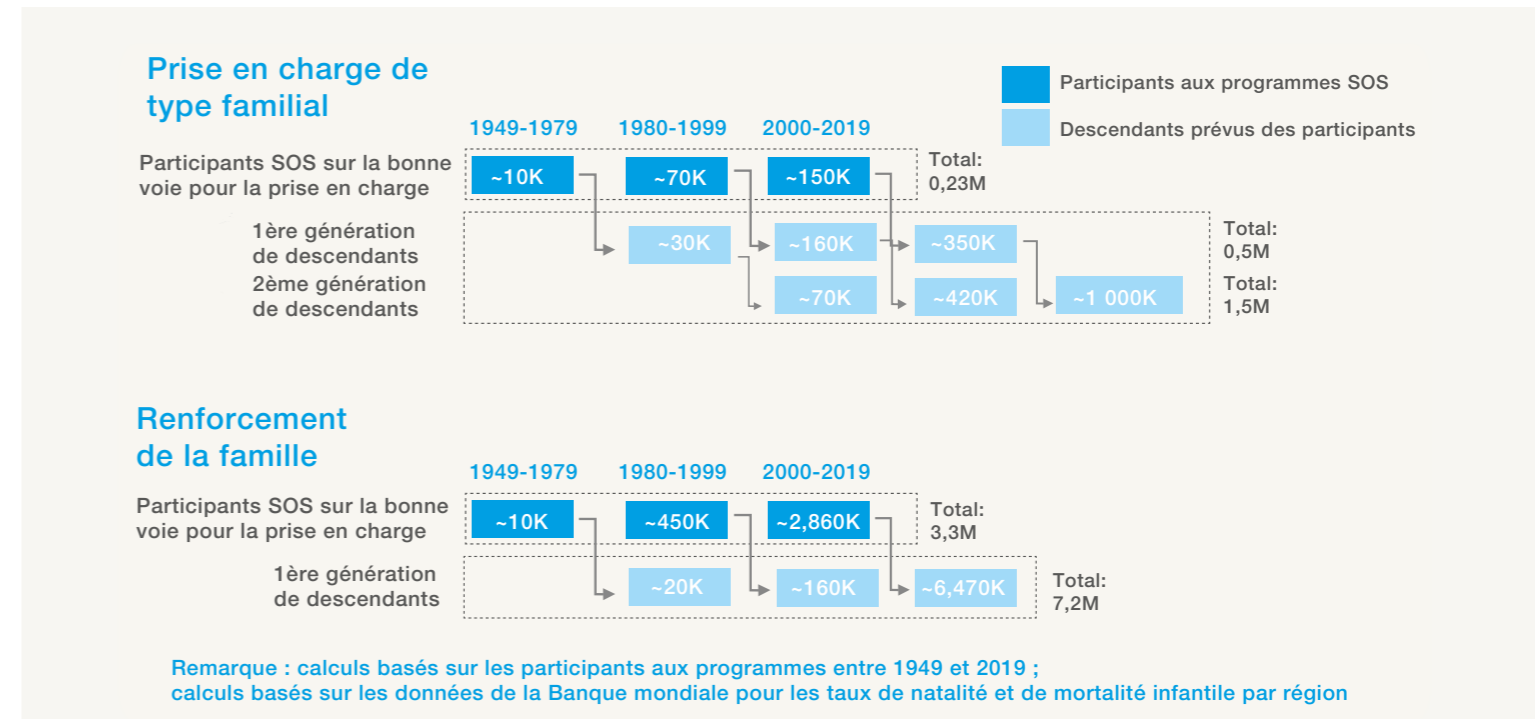 Prise en charge de
type familial
Participants aux programmes SOS
Descendants prévus des participants
1949-1979 1980-1999 2000-2019
Participants SOS sur la bonne
voie pour la prise en charge
~10K ~70K ~150K
Total:
0,23M
1ère génération
de descendants
~30K ~160K ~350K
Total:
0,5M
2ème génération
de descendants
~70K ~420K ~1 000K
Total:
1,5M
Renforcement
de la famille
1949-1979 1980-1999 2000-2019
Participants SOS sur la bonne
voie pour la prise en charge
~10K ~450K ~2,860K
Total:
3,3M
1ère génération
de descendants
~20K ~160K ~6,470K
Total:
7,2M
Remarque : calculs basés sur les participants aux programmes entre 1949 et 2019 ;
calculs basés sur les données de la Banque mondiale pour les taux de natalité et de mortalité infantile par région